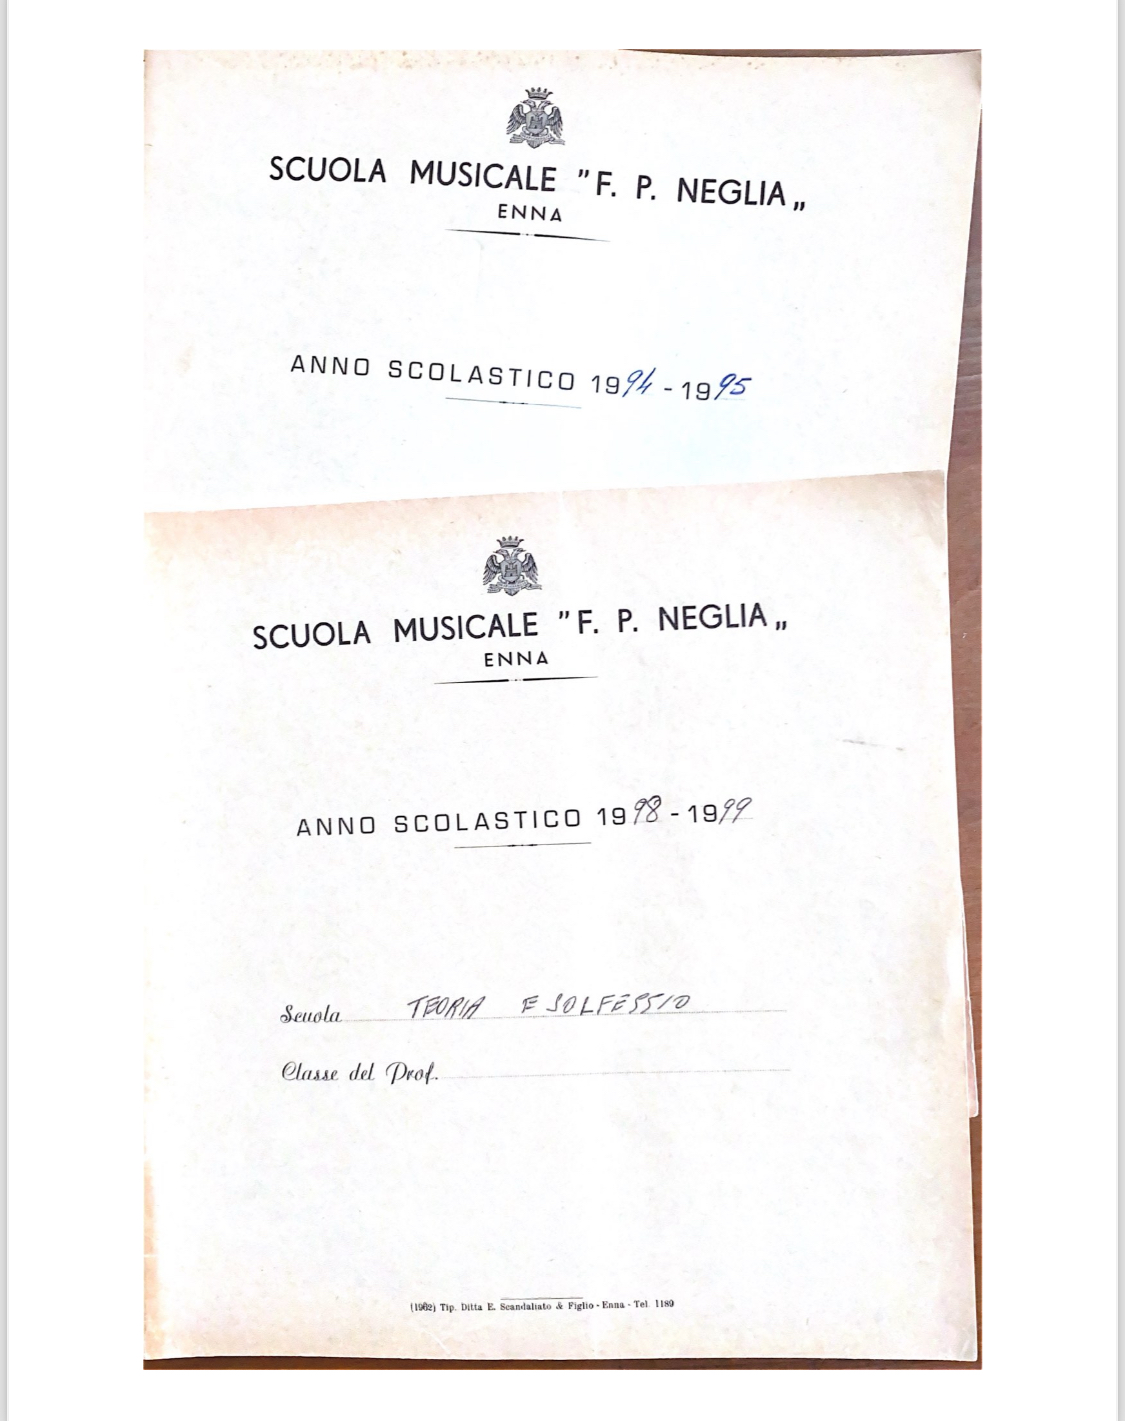 SCUOLA MUSICALE "F. P. NEGLIA„
ENNA
ANNO SCOLASTICO 1994-1995
SCUOLA MUSICALE "F. P. NEGLIA„
ENNA
ANNO SCOLASTICO 1998-1999
Scuola TEORIA E SOLFEGGIO
Classe del Prof.
(1962) Tip. Ditta E. Scandaliato & Figlio - Enna - Tel. 1189